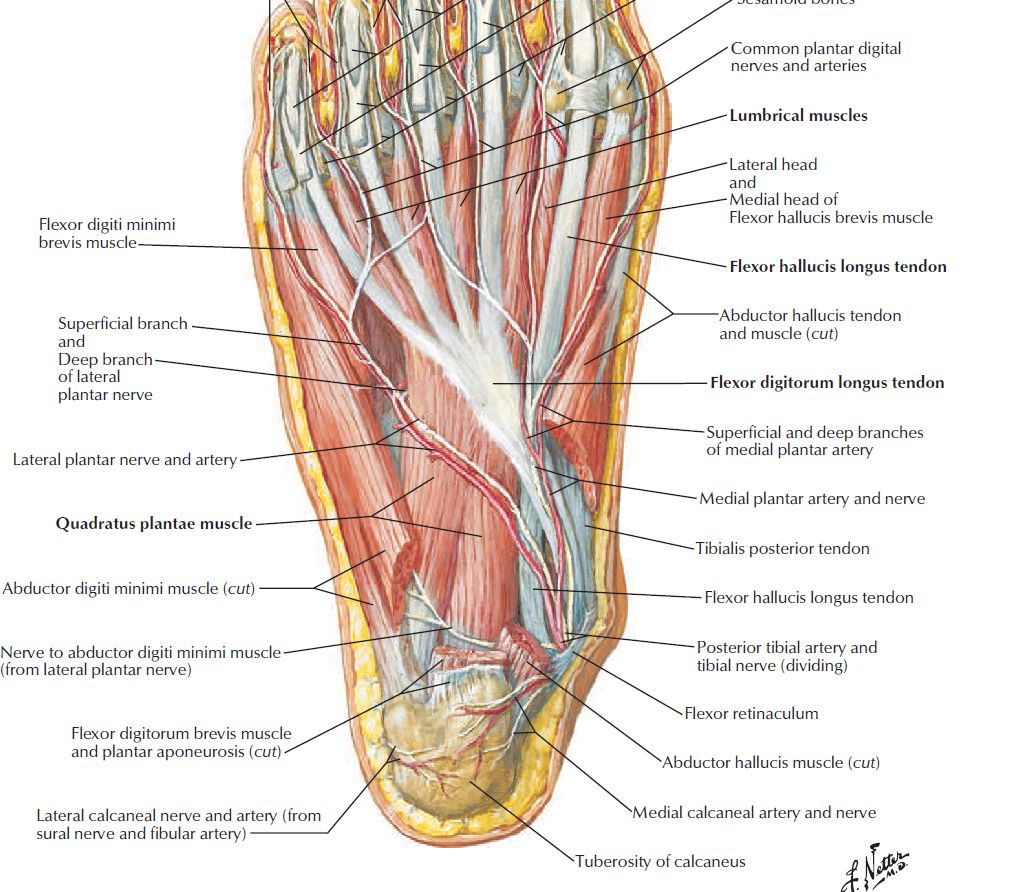 Sesamoid bones
Common plantar digital
nerves and arteries
Lumbrical muscles
Lateral head
and
Medial head of
Flexor hallucis brevis muscle
Flexor hallucis longus tendon
Abductor hallucis tendon
and muscle (cut)
Flexor digitorum longus tendon
Superficial and deep branches
of medial plantar artery
Medial plantar artery and nerve
Tibialis posterior tendon
Flexor hallucis longus tendon
Posterior tibial artery and
tibial nerve (dividing)
Flexor retinaculum
Abductor hallucis muscle (cut)
Medial calcaneal artery and nerve
Tuberosity of calcaneus
Flexor digiti minimi
brevis muscle
Superficial branch
and
Deep branch
of lateral
plantar nerve
Lateral plantar nerve and artery
Quadratus plantae muscle
Abductor digiti minimi muscle (cut)
Nerve to abductor digiti minimi muscle
(from lateral plantar nerve)
Flexor digitorum brevis muscle
and plantar aponeurosis (cut)
Lateral calcaneal nerve and artery (from
sural nerve and fibular artery)
F. Netter
M.D.